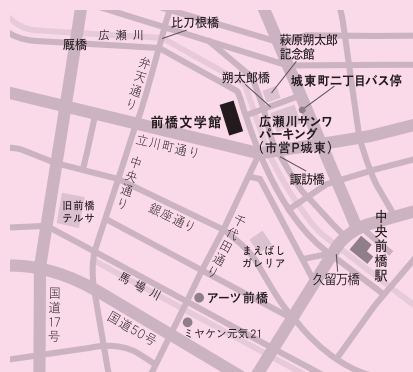 比刀根橋
広瀬川
厩橋
萩原朔太郎
記念館
弁天通り
朔太郎橋
城東町二丁目バス停
前橋文学館
広瀬川サンワ
パーキング
(市営P城東)
立川町通り
中央通り
諏訪橋
旧前橋
テルサ
銀座通り
千代田通り
中央前橋駅
まえばし
ガレリア
久留万橋
馬場川
アーツ前橋
国道17号
国道50号
ミヤケン元気21